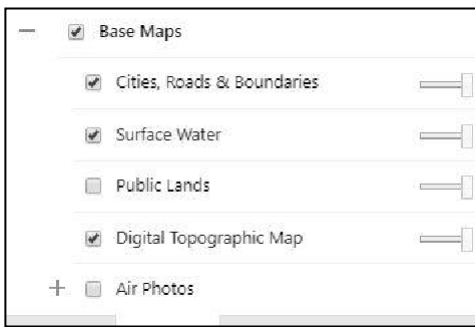 Base Maps
Cities, Roads & Boundaries
Surface Water
Public Lands
Digital Topographic Map
Air Photos